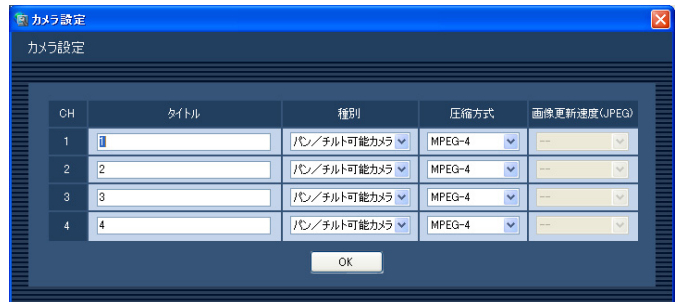 カメラ設定
カメラ設定
CH タイトル 種別 圧縮方式 画像更新速度(JPEG)
1 1 パン／チルト可能カメラ MPEG-4 --
2 2 パン／チルト可能カメラ MPEG-4 --
3 3 パン／チルト可能カメラ MPEG-4 --
4 4 パン／チルト可能カメラ MPEG-4 --
OK